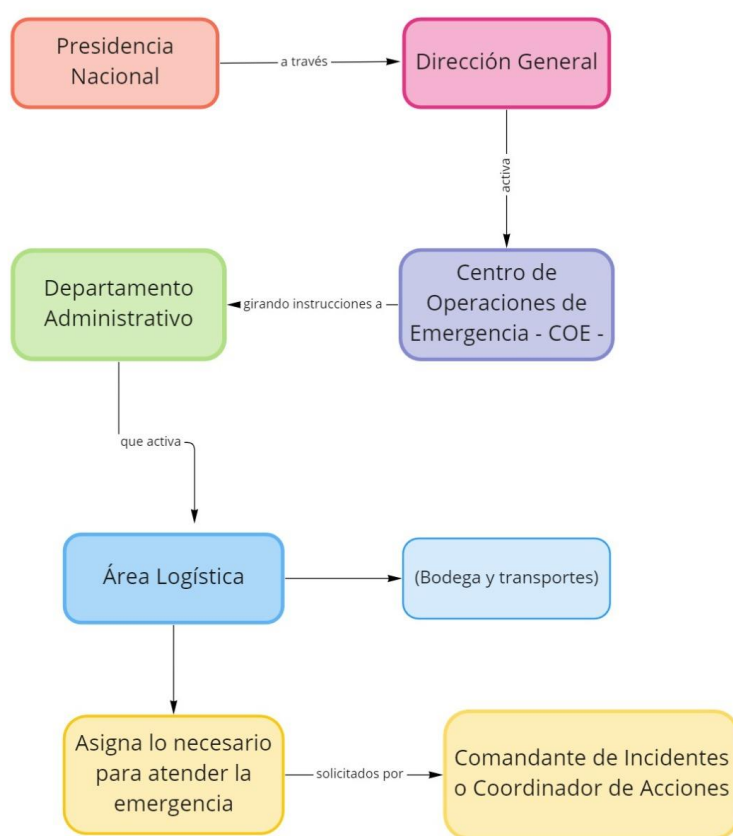 Presidencia
Nacional
a través
Dirección General
activa
Centro de
Operaciones de
Emergencia - COE -
girando instrucciones a
Departamento
Administrativo
que activa
Área Logística
(Bodega y transportes)
Asigna lo necesario
para atender la
emergencia
solicitados por
Comandante de Incidentes
o Coordinador de Acciones